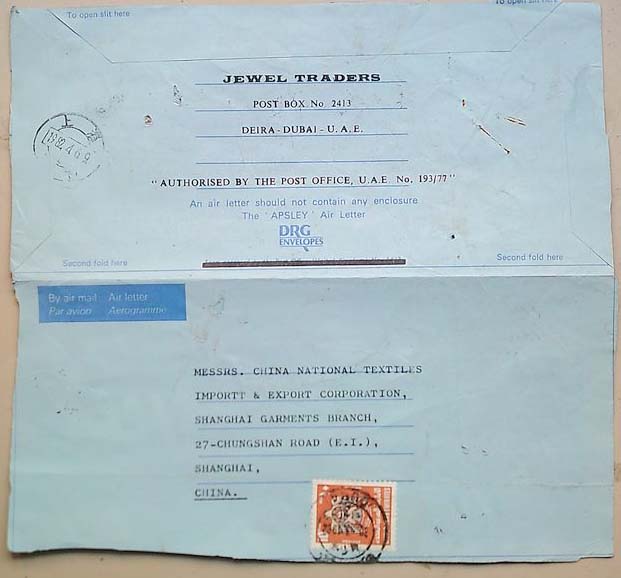 To open slit here
To open slit here
JEWEL TRADERS
POST BOX No. 2413
DEIRA - DUBAI - U.A.E.
"AUTHORISED BY THE POST OFFICE, U.A.E. No. 193/77"
An air letter should not contain any enclosure
The 'APSLEY' Air Letter
DRG
ENVELOPES
Second fold here
Second fold here
By air mail Air letter
Par avion Aerogramme
MESSRS. CHINA NATIONAL TEXTILES
IMPORTT & EXPORT CORPORATION,
SHANGHAI GARMENTS BRANCH,
27-CHUNGSHAN ROAD (E.I.),
SHANGHAI,
CHINA.